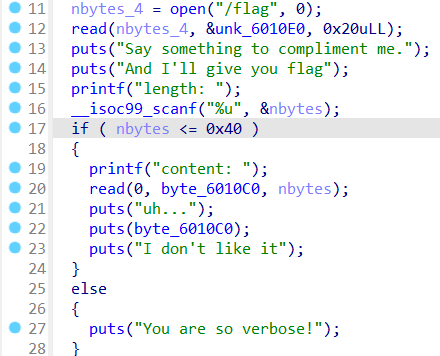 11 nbytes_4 = open("/flag", 0);
12 read(nbytes_4, &unk_6010E0, 0x20uLL);
13 puts("Say something to compliment me.");
14 puts("And I'll give you flag");
15 printf("length: ");
16 __isoc99_scanf("%u", &nbytes);
17 if ( nbytes <= 0x40 )
18 {
19 printf("content: ");
20 read(0, byte_6010C0, nbytes);
21 puts("uh...");
22 puts(byte_6010C0);
23 puts("I don't like it");
24 }
25 else
26 {
27 puts("You are so verbose!");
28 }